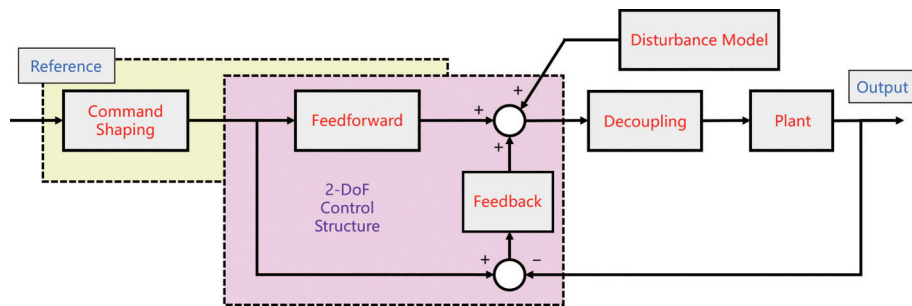 Reference
Command
Shaping
Feedforward
+
+
+
Disturbance Model
Decoupling
Plant
Output
2-DoF
Control
Structure
Feedback
+
−